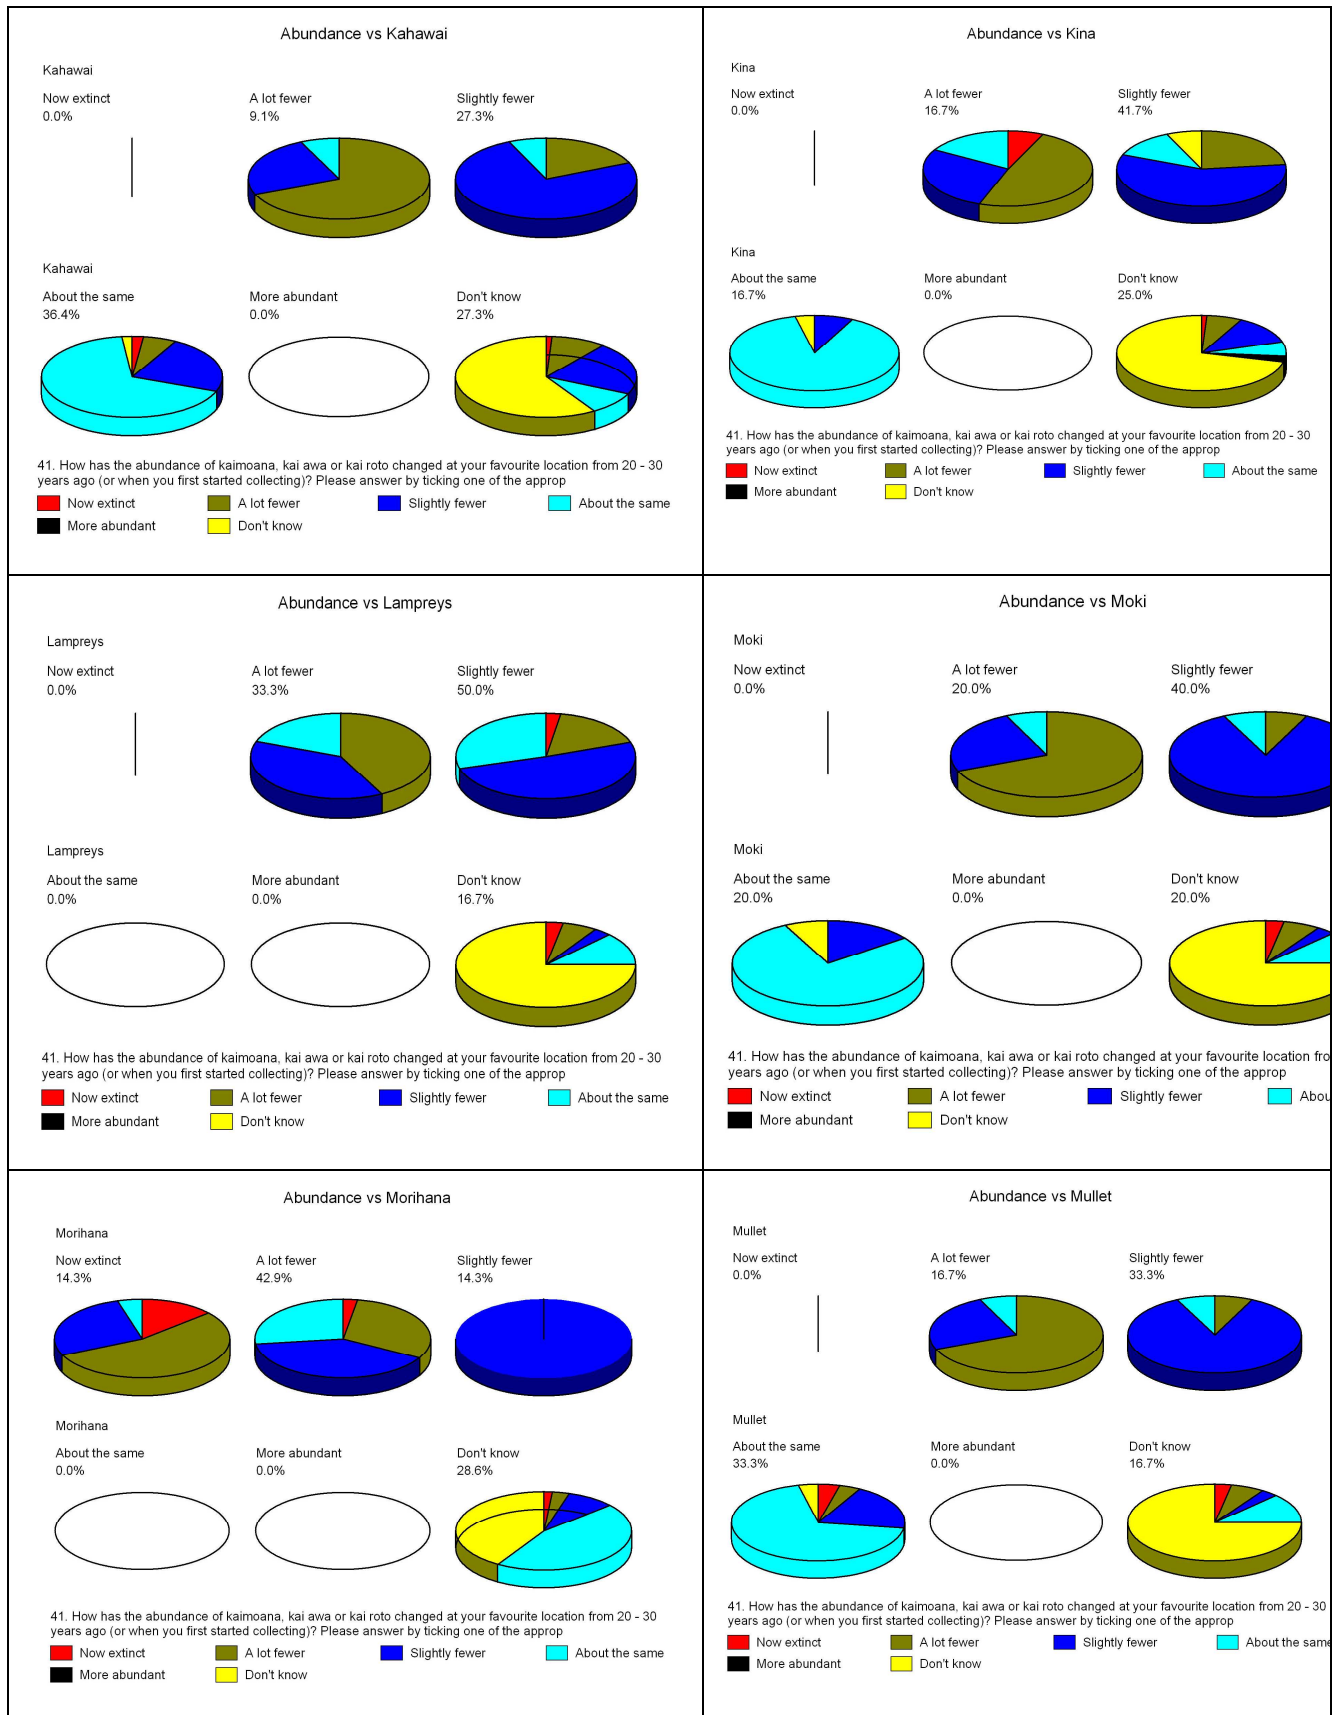 Abundance vs Kahawai
Kahawai
Now extinct A lot fewer Slightly fewer
0.0% 9.1% 27.3%
Kahawai
About the same More abundant Don't know
36.4% 0.0% 27.3%
41. How has the abundance of kaimoana, kai awa or kai roto changed at your favourite location from 20 - 30
years ago (or when you first started collecting)? Please answer by ticking one of the approp
Now extinct A lot fewer Slightly fewer About the same
More abundant Don't know
Abundance vs Kina
Kina
Now extinct A lot fewer Slightly fewer
0.0% 16.7% 41.7%
Kina
About the same More abundant Don't know
16.7% 0.0% 25.0%
41. How has the abundance of kaimoana, kai awa or kai roto changed at your favourite location from 20 - 30
years ago (or when you first started collecting)? Please answer by ticking one of the approp
Now extinct A lot fewer Slightly fewer About the same
More abundant Don't know
Abundance vs Lampreys
Lampreys
Now extinct A lot fewer Slightly fewer
0.0% 33.3% 50.0%
Lampreys
About the same More abundant Don't know
0.0% 0.0% 16.7%
41. How has the abundance of kaimoana, kai awa or kai roto changed at your favourite location from 20 - 30
years ago (or when you first started collecting)? Please answer by ticking one of the approp
Now extinct A lot fewer Slightly fewer About the same
More abundant Don't know
Abundance vs Moki
Moki
Now extinct A lot fewer Slightly fewer
0.0% 20.0% 40.0%
Moki
About the same More abundant Don't know
20.0% 0.0% 20.0%
41. How has the abundance of kaimoana, kai awa or kai roto changed at your favourite location fro
years ago (or when you first started collecting)? Please answer by ticking one of the approp
Now extinct A lot fewer Slightly fewer Abou
More abundant Don't know
Abundance vs Morihana
Morihana
Now extinct A lot fewer Slightly fewer
14.3% 42.9% 14.3%
Morihana
About the same More abundant Don't know
0.0% 0.0% 28.6%
41. How has the abundance of kaimoana, kai awa or kai roto changed at your favourite location from 20 - 30
years ago (or when you first started collecting)? Please answer by ticking one of the approp
Now extinct A lot fewer Slightly fewer About the same
More abundant Don't know
Abundance vs Mullet
Mullet
Now extinct A lot fewer Slightly fewer
0.0% 16.7% 33.3%
Mullet
About the same More abundant Don't know
33.3% 0.0% 16.7%
41. How has the abundance of kaimoana, kai awa or kai roto changed at your favourite location from 20 - 30
years ago (or when you first started collecting)? Please answer by ticking one of the approp
Now extinct A lot fewer Slightly fewer About the same
More abundant Don't know